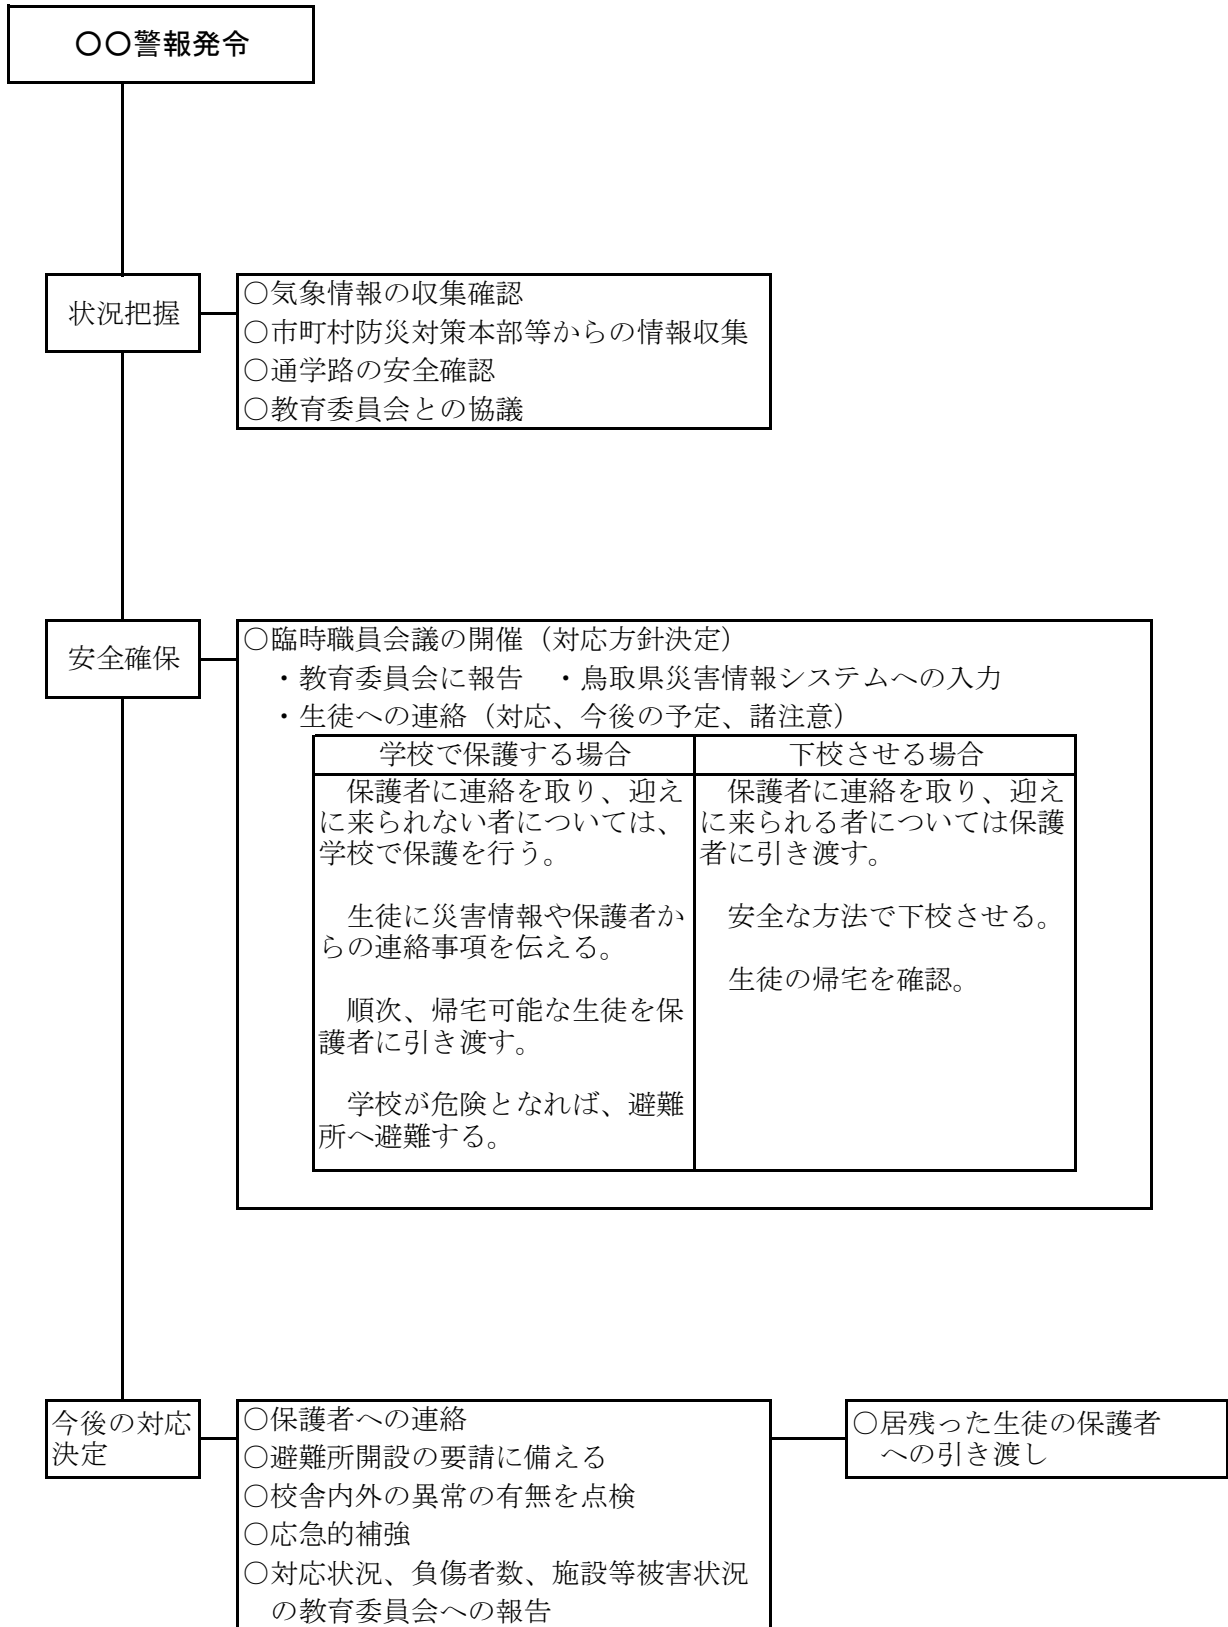 〇〇警報発令
状況把握
○気象情報の収集確認
○市町村防災対策本部等からの情報収集
○通学路の安全確認
○教育委員会との協議
安全確保
○臨時職員会議の開催（対応方針決定）
・教育委員会に報告　・鳥取県災害情報システムへの入力
・生徒への連絡（対応、今後の予定、諸注意）
学校で保護する場合
保護者に連絡を取り、迎え
に来られない者については、
学校で保護を行う。
生徒に災害情報や保護者か
らの連絡事項を伝える。
順次、帰宅可能な生徒を保
護者に引き渡す。
学校が危険となれば、避難
所へ避難する。
下校させる場合
保護者に連絡を取り、迎え
に来られる者については保護
者に引き渡す。
安全な方法で下校させる。
生徒の帰宅を確認。
今後の対応
決定
○保護者への連絡
○避難所開設の要請に備える
○校舎内外の異常の有無を点検
○応急的補強
○対応状況、負傷者数、施設等被害状況
の教育委員会への報告
○居残った生徒の保護者
への引き渡し